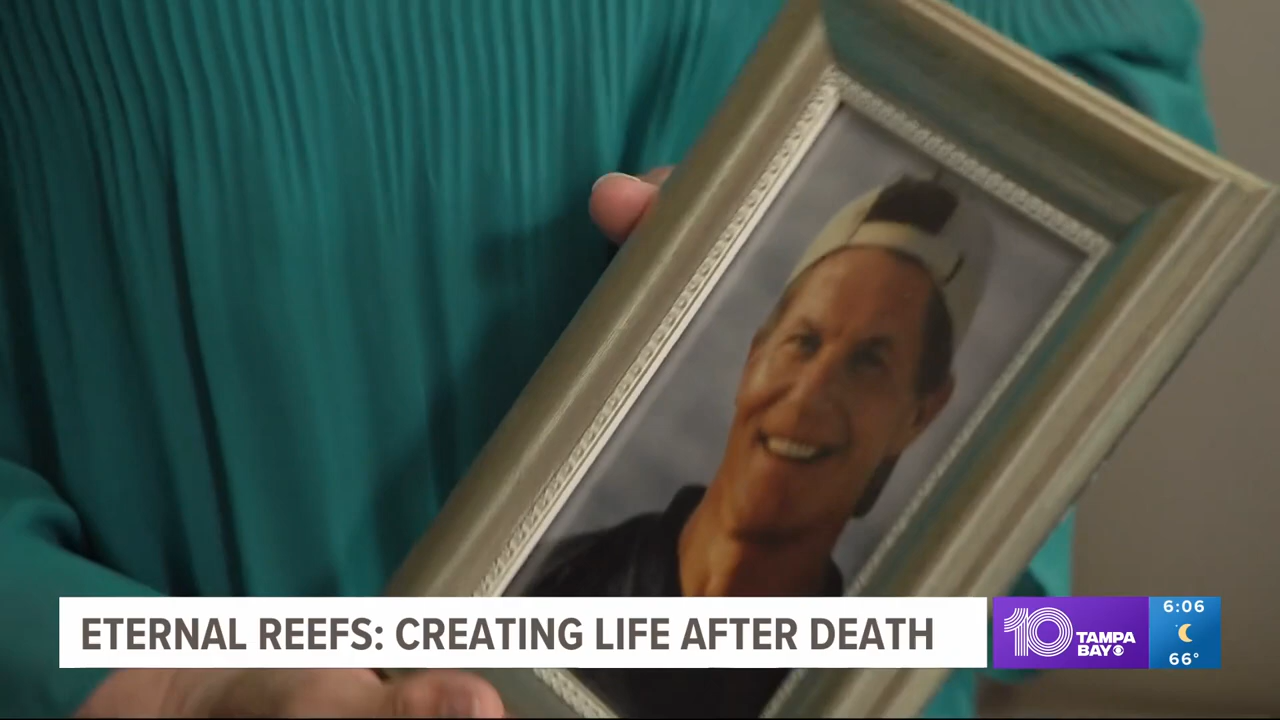 ETERNAL REEFS: CREATING LIFE AFTER DEATH
10 TAMPA
BAY
6:06
66°